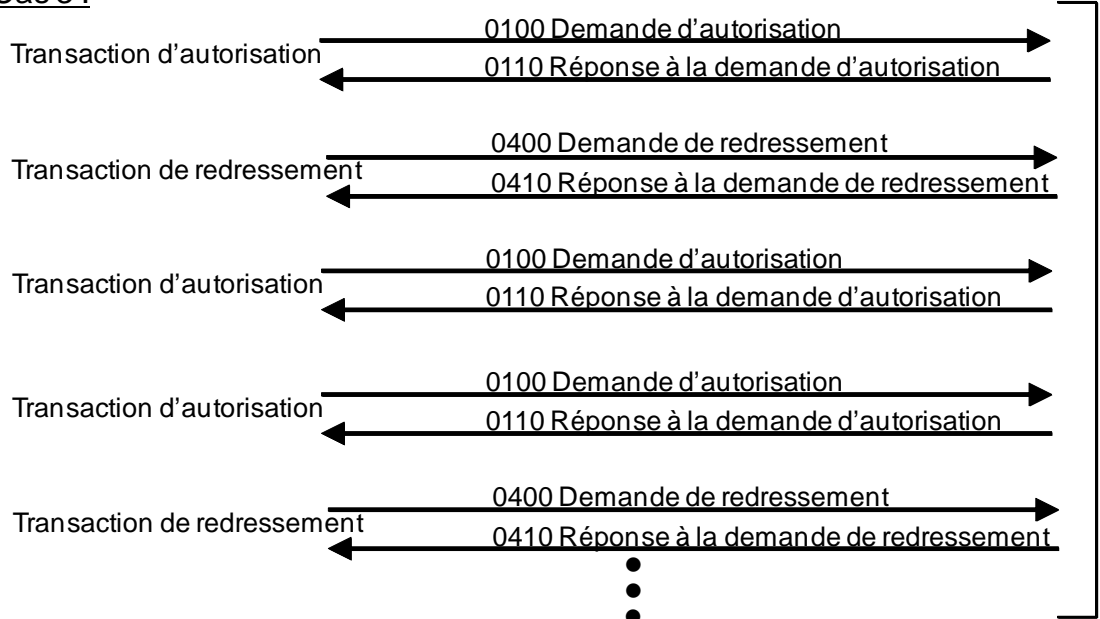 0100 Demande d'autorisation
Transaction d'autorisation
0110 Réponse à la demande d'autorisation
0400 Demande de redressement
Transaction de redressement
0410 Réponse à la demande de redressement
0100 Demande d'autorisation
Transaction d'autorisation
0110 Réponse à la demande d'autorisation
0100 Demande d'autorisation
Transaction d'autorisation
0110 Réponse à la demande d'autorisation
0400 Demande de redressement
Transaction de redressement
0410 Réponse à la demande de redressement